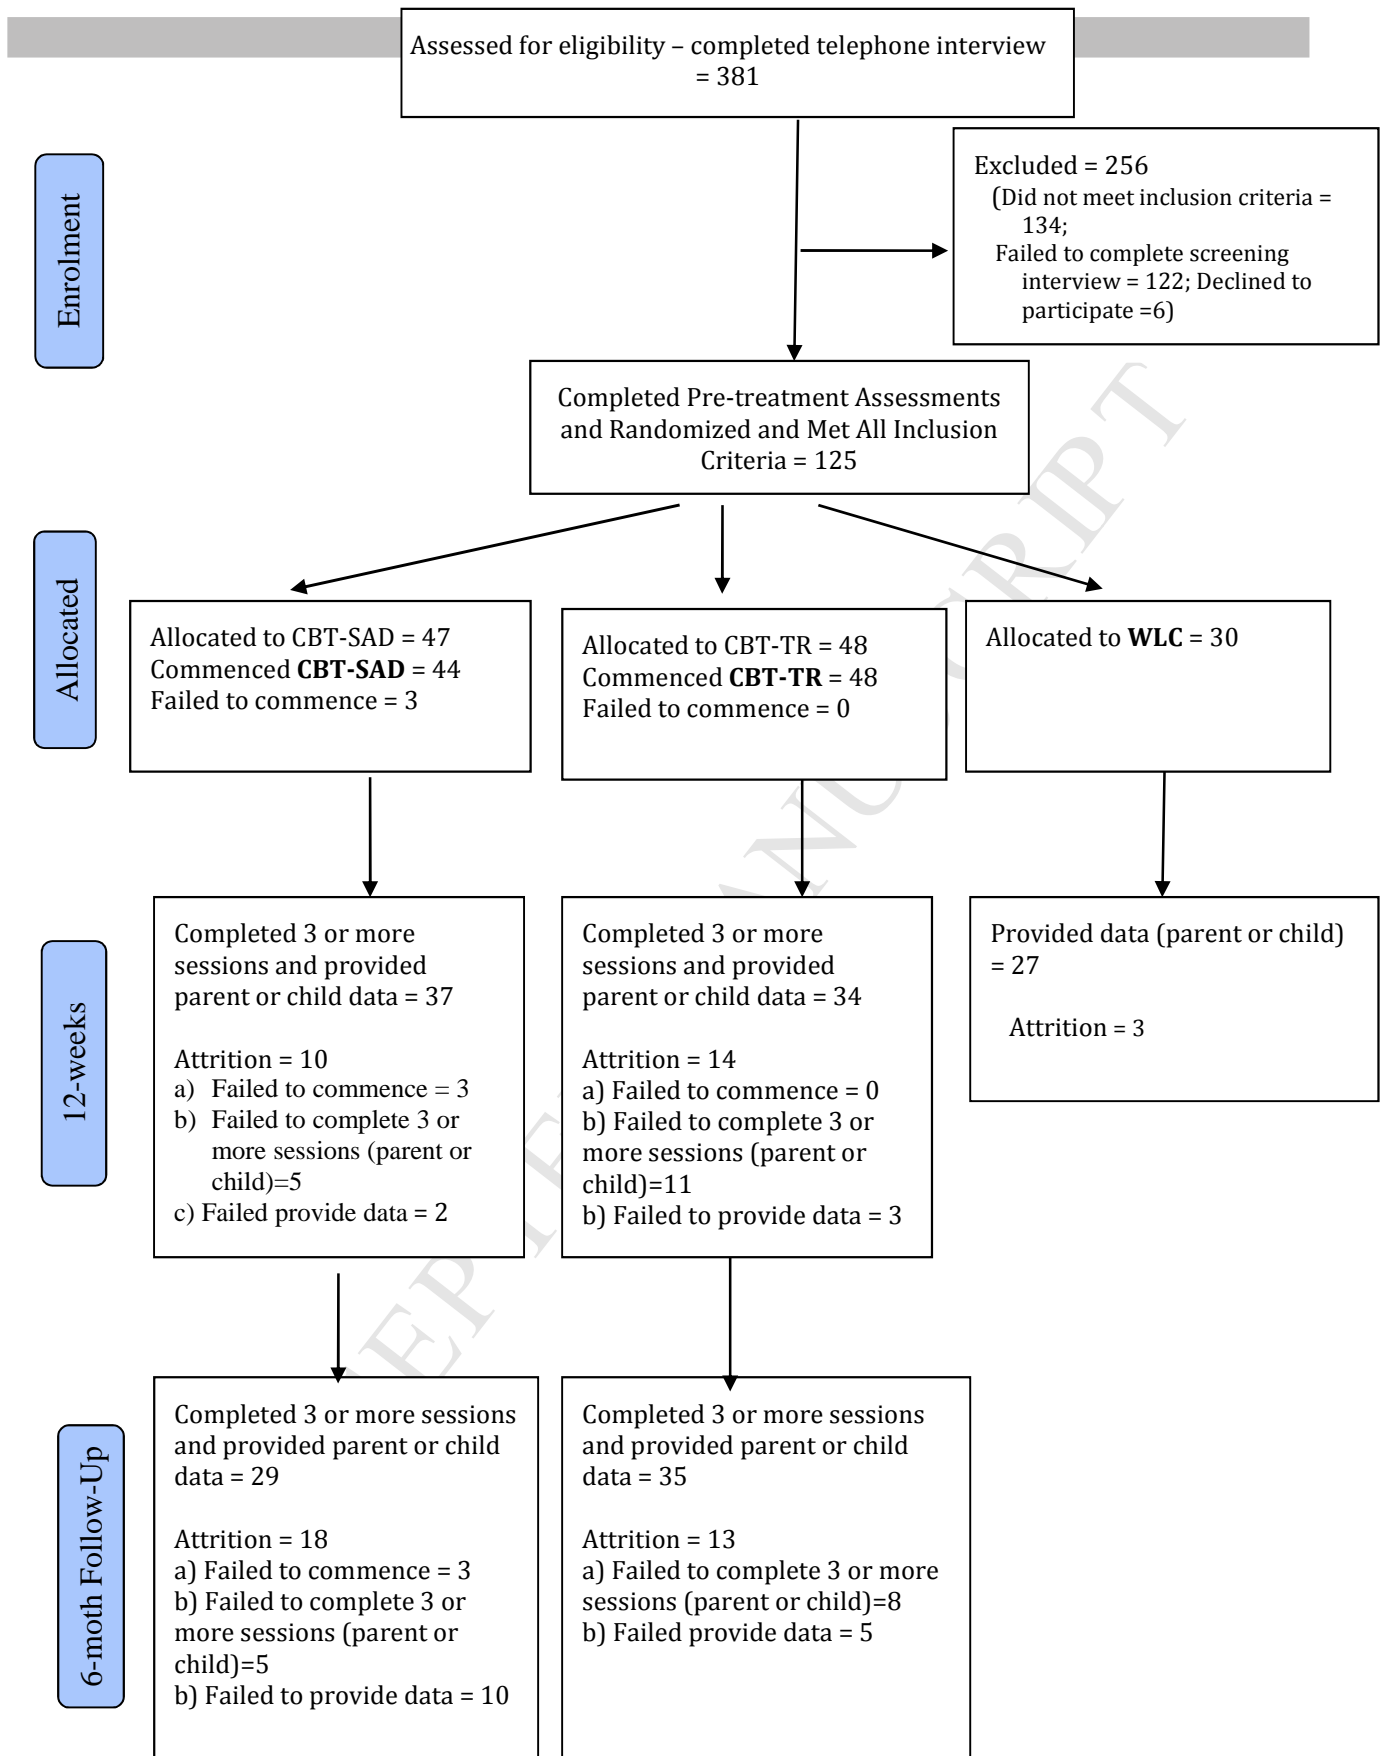 Assessed for eligibility – completed telephone interview
= 381
Enrolment
Excluded = 256
(Did not meet inclusion criteria =
134;
Failed to complete screening
interview = 122; Declined to
participate =6)
Completed Pre-treatment Assessments
and Randomized and Met All Inclusion
Criteria = 125
Allocated
Allocated to CBT-SAD = 47
Commenced CBT-SAD = 44
Failed to commence = 3
Allocated to CBT-TR = 48
Commenced CBT-TR = 48
Failed to commence = 0
Allocated to WLC = 30
12-weeks
Completed 3 or more
sessions and provided
parent or child data = 37
Attrition = 10
a) Failed to commence = 3
b) Failed to complete 3 or
more sessions (parent or
child)=5
c) Failed provide data = 2
Completed 3 or more
sessions and provided
parent or child data = 34
Attrition = 14
a) Failed to commence = 0
b) Failed to complete 3 or
more sessions (parent or
child)=11
b) Failed to provide data = 3
Provided data (parent or child)
= 27
Attrition = 3
6-moth Follow-Up
Completed 3 or more sessions
and provided parent or child
data = 29
Attrition = 18
a) Failed to commence = 3
b) Failed to complete 3 or
more sessions (parent or
child)=5
b) Failed to provide data = 10
Completed 3 or more sessions
and provided parent or child
data = 35
Attrition = 13
a) Failed to complete 3 or more
sessions (parent or child)=8
b) Failed provide data = 5